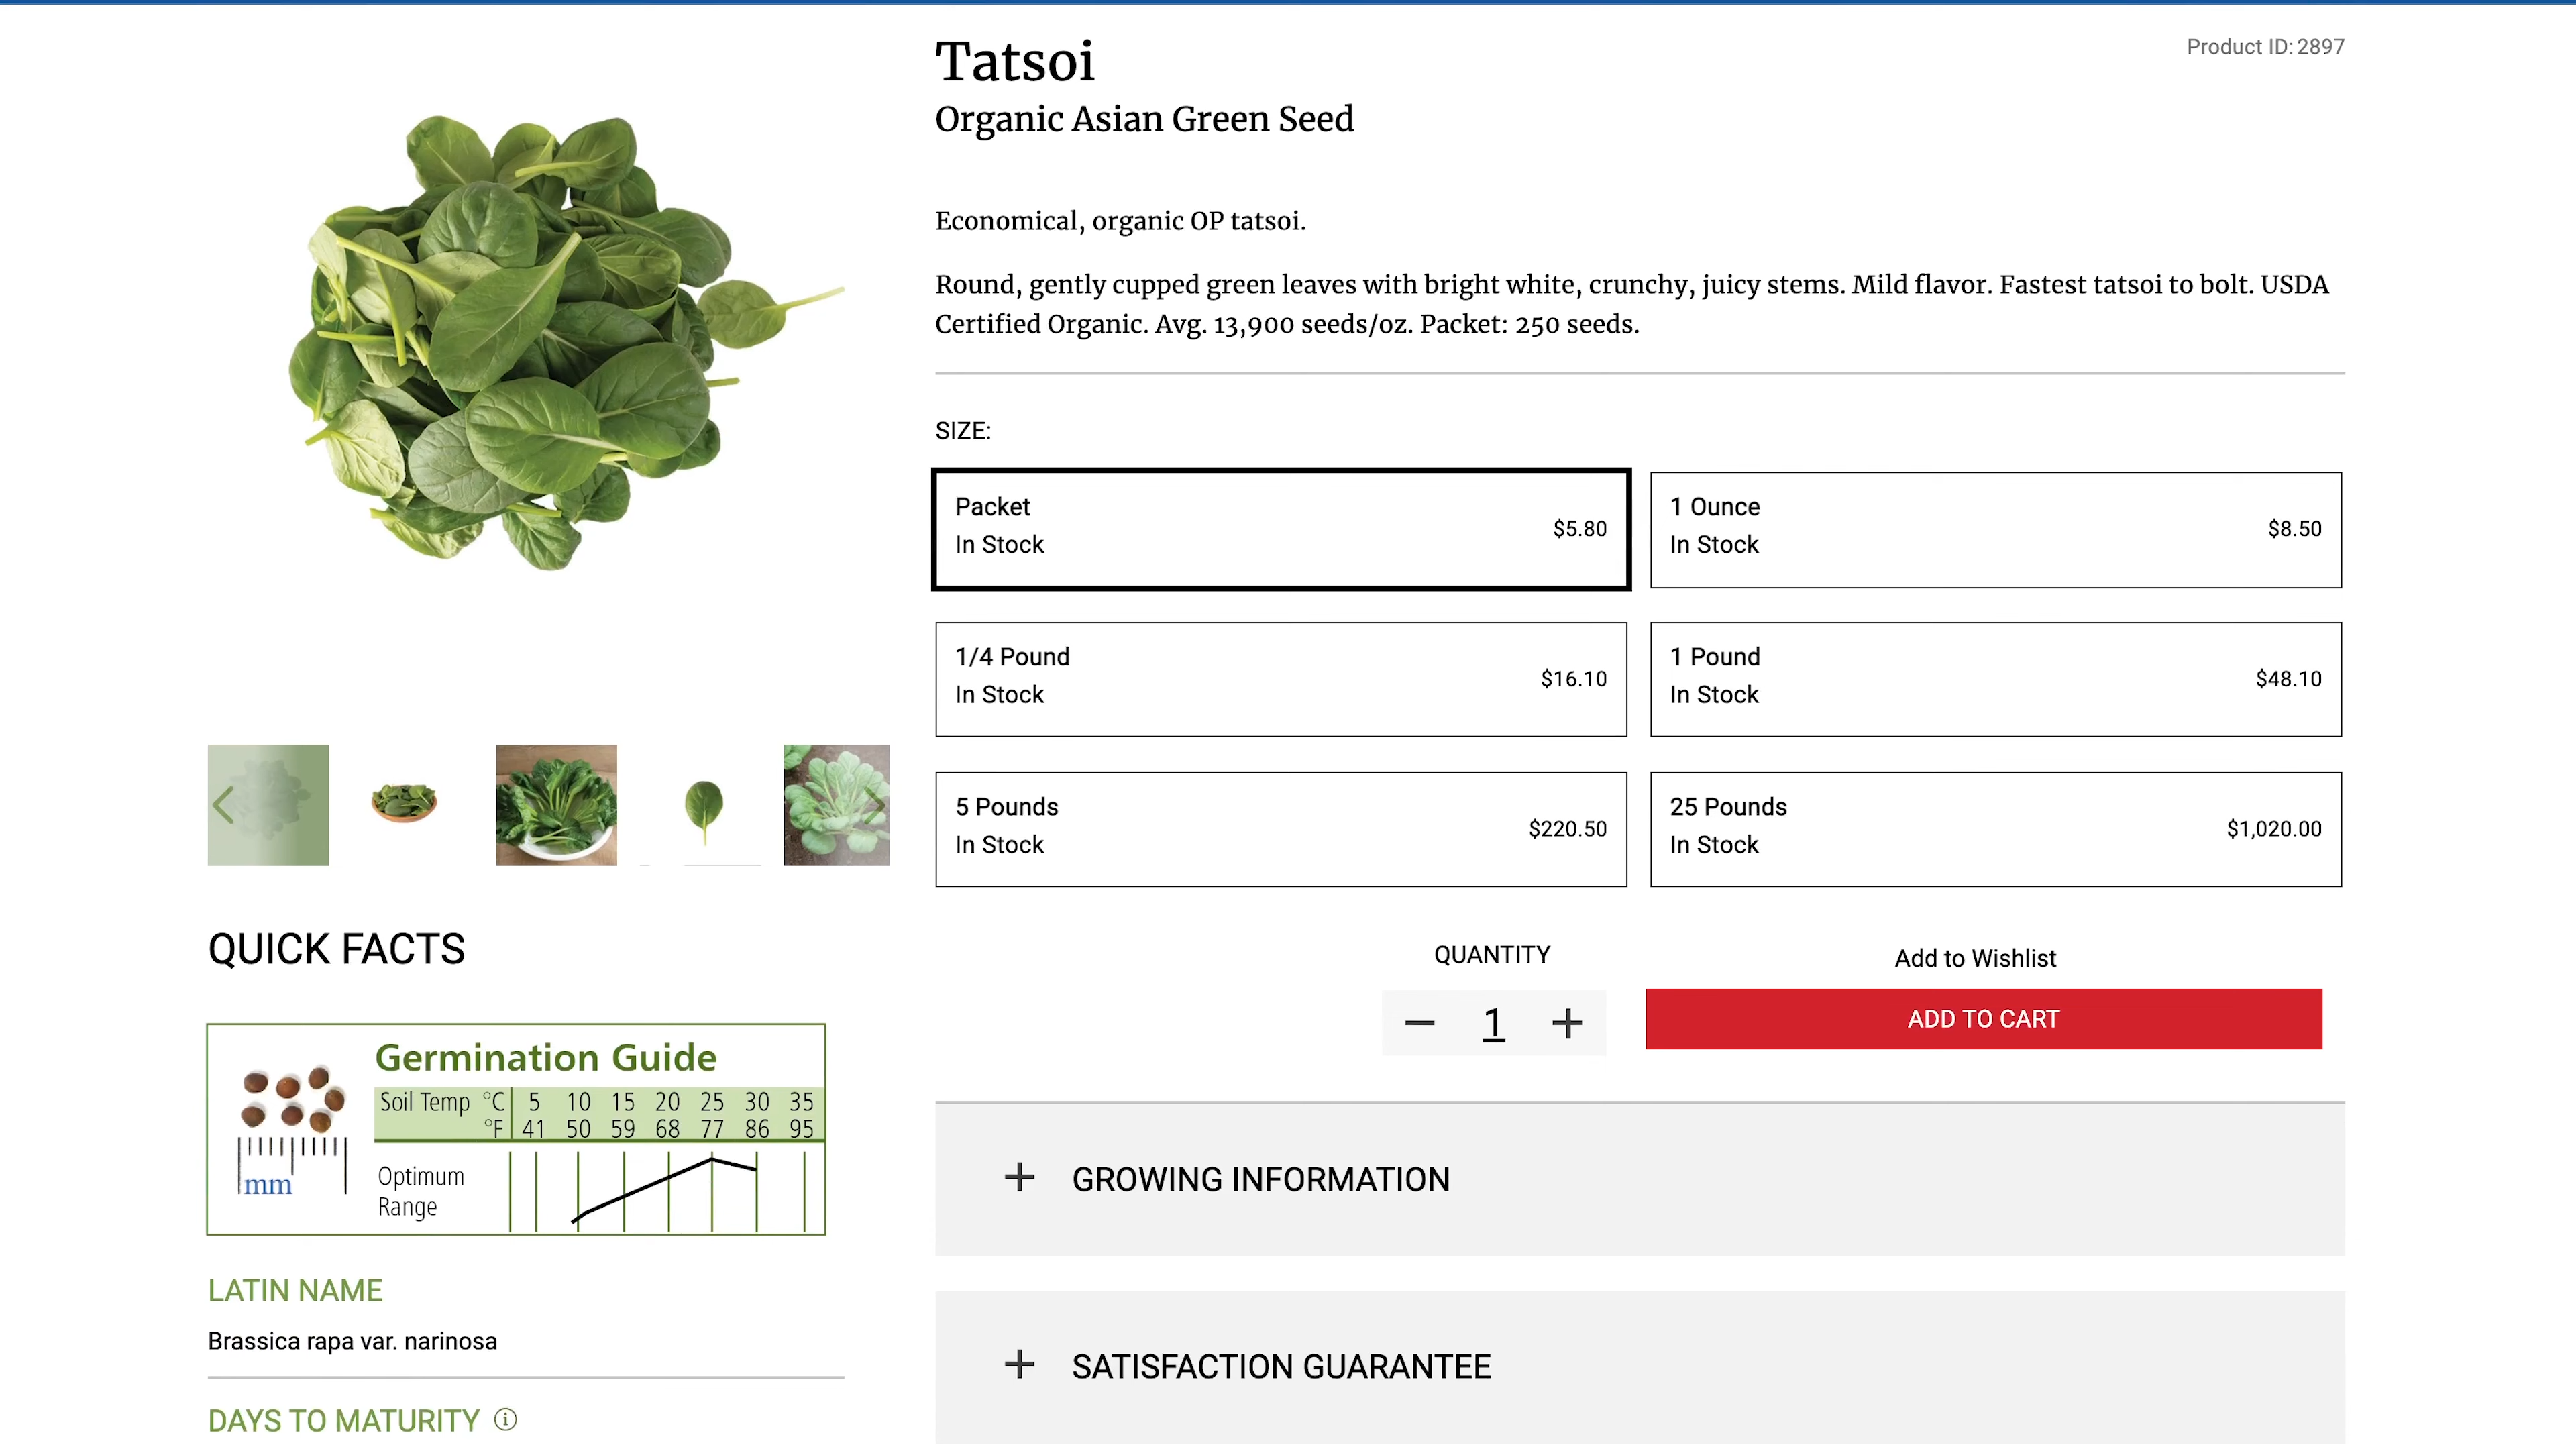 Tatsoi
Product ID: 2897
Organic Asian Green Seed
Economical, organic OP tatsoi.
Round, gently cupped green leaves with bright white, crunchy, juicy stems. Mild flavor. Fastest tatsoi to bolt. USDA
Certified Organic. Avg. 13,900 seeds/oz. Packet: 250 seeds.
SIZE:
Packet
In Stock
$5.80
1 Ounce
In Stock
$8.50
1/4 Pound
In Stock
$16.10
1 Pound
In Stock
$48.10
5 Pounds
In Stock
$220.50
25 Pounds
In Stock
$1,020.00
QUANTITY
1
Add to Wishlist
ADD TO CART
GROWING INFORMATION
SATISFACTION GUARANTEE
QUICK FACTS
Germination Guide
Soil Temp °C 5 10 15 20 25 30 35
°F 41 50 59 68 77 86 95
Optimum
Range
mm
LATIN NAME
Brassica rapa var. narinosa
DAYS TO MATURITY